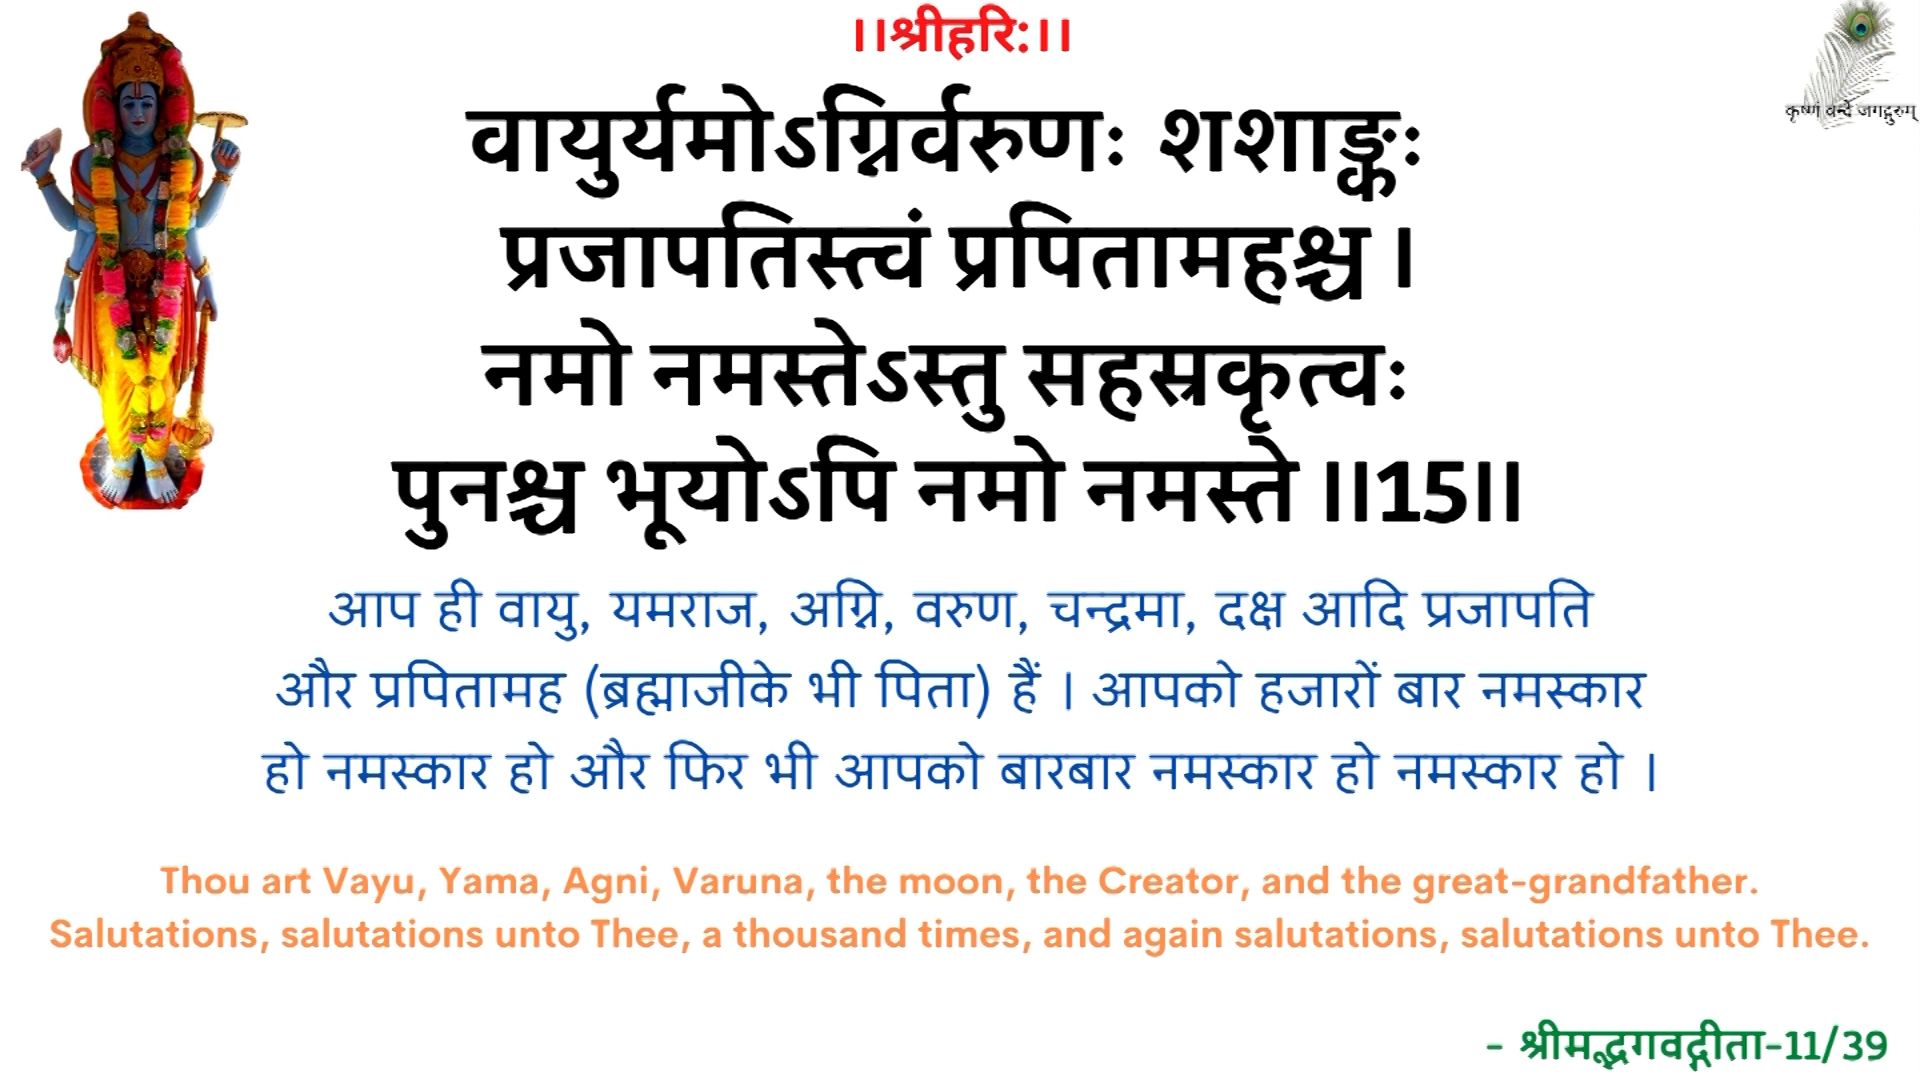 ।।श्रीहरि:।।
कृष्णं वन्दे जगद्गुरुम्
वायुर्यमोऽग्निर्वरुणः शशाङ्कः
प्रजापतिस्त्वं प्रपितामहश्च ।
नमो नमस्तेऽस्तु सहस्रकृत्वः
पुनश्च भूयोऽपि नमो नमस्ते ।।15।।
आप ही वायु, यमराज, अग्नि, वरुण, चन्द्रमा, दक्ष आदि प्रजापति
और प्रपितामह (ब्रह्माजीके भी पिता) हैं । आपको हजारों बार नमस्कार
हो नमस्कार हो और फिर भी आपको बारबार नमस्कार हो नमस्कार हो ।
Thou art Vayu, Yama, Agni, Varuna, the moon, the Creator, and the great-grandfather.
Salutations, salutations unto Thee, a thousand times, and again salutations, salutations unto Thee.
- श्रीमद्भगवद्गीता-11/39